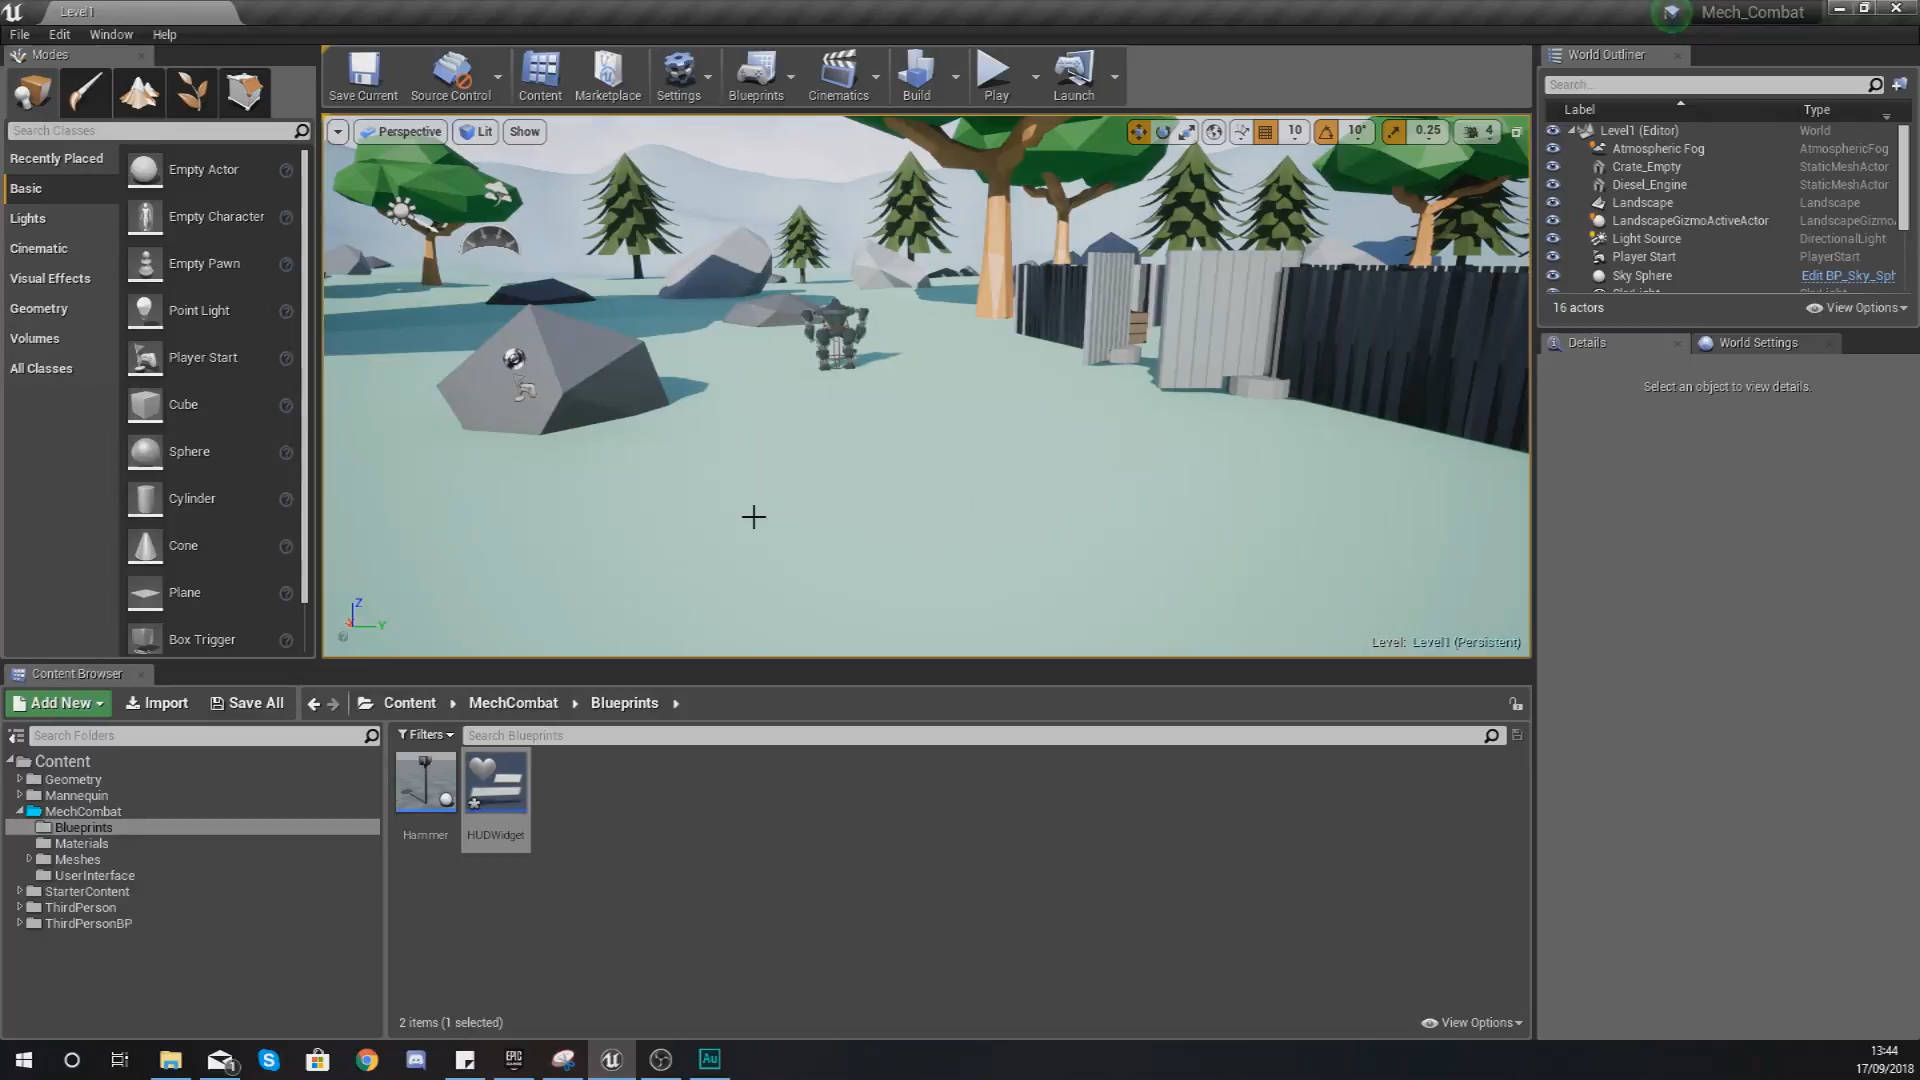 Level1
Mech_Combat
File Edit Window Help
Modes
Search Classes
Recently Placed
Basic
Lights
Cinematic
Visual Effects
Geometry
Volumes
All Classes
Empty Actor
Empty Character
Empty Pawn
Point Light
Player Start
Cube
Sphere
Cylinder
Cone
Plane
Box Trigger
Save Current Source Control Content Marketplace Settings Blueprints Cinematics Build Play Launch
Perspective Lit Show
10 10° 0.25 4
Z
Y
Level: Level1 (Persistent)
World Outliner
Search...
Label Type
Level1 (Editor) World
Atmospheric Fog AtmosphericFog
Crate_Empty StaticMeshActor
Diesel_Engine StaticMeshActor
Landscape Landscape
LandscapeGizmoActiveActor LandscapeGizmo
Light Source DirectionalLight
Player Start PlayerStart
Sky Sphere Edit BP_Sky_Sph
16 actors View Options
Details World Settings
Select an object to view details.
Content Browser
Add New Import Save All Content MechCombat Blueprints
Search Folders
Filters Search Blueprints
Content
Geometry
Mannequin
MechCombat
Blueprints
Materials
Meshes
UserInterface
StarterContent
ThirdPerson
ThirdPersonBP
Hammer HUDWidget
2 items (1 selected) View Options
EPIC
GAMES
1
Au
13:44
17/09/2018